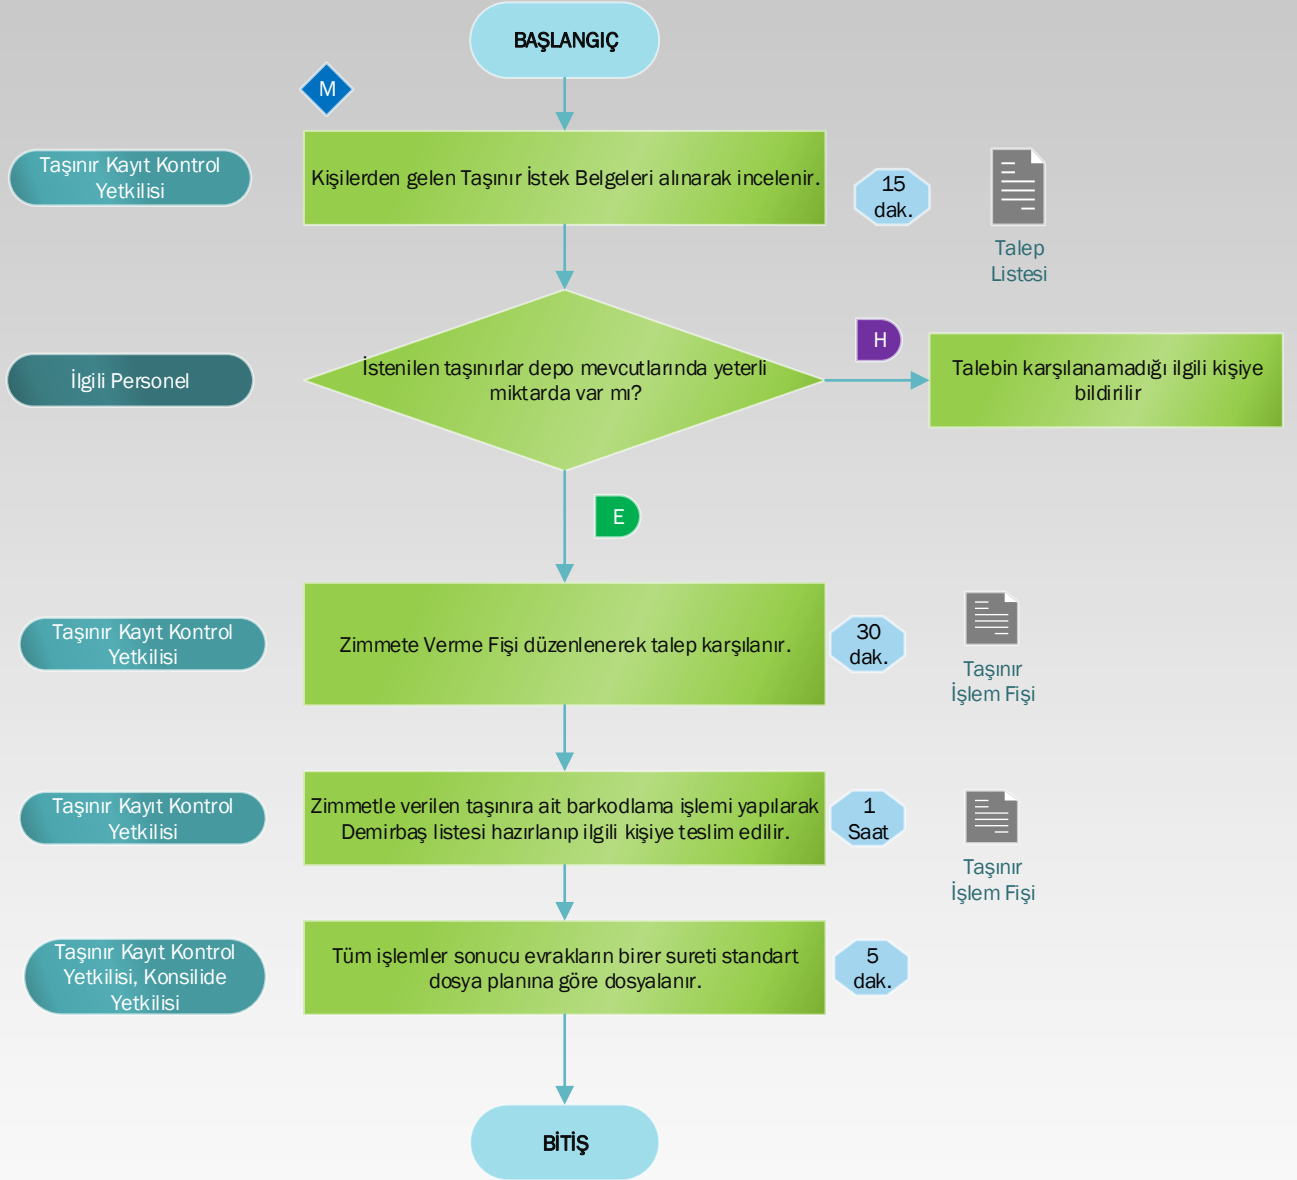 BAŞLANGIÇ
M
Taşınır Kayıt Kontrol
Yetkilisi
Kişilerden gelen Taşınır İstek Belgeleri alınarak incelenir.
15
dak.
Talep
Listesi
İlgili Personel
İstenilen taşınırlar depo mevcutlarında yeterli
miktarda var mı?
H
Talebin karşılanamadığı ilgili kişiye
bildirilir
E
Taşınır Kayıt Kontrol
Yetkilisi
Zimmete Verme Fişi düzenlenerek talep karşılanır.
30
dak.
Taşınır
İşlem Fişi
Taşınır Kayıt Kontrol
Yetkilisi
Zimmetle verilen taşınıra ait barkodlama işlemi yapılarak
Demirbaş listesi hazırlanıp ilgili kişiye teslim edilir.
1
Saat
Taşınır
İşlem Fişi
Taşınır Kayıt Kontrol
Yetkilisi, Konsilide
Yetkilisi
Tüm işlemler sonucu evrakların birer sureti standart
dosya planına göre dosyalanır.
5
dak.
BİTİŞ